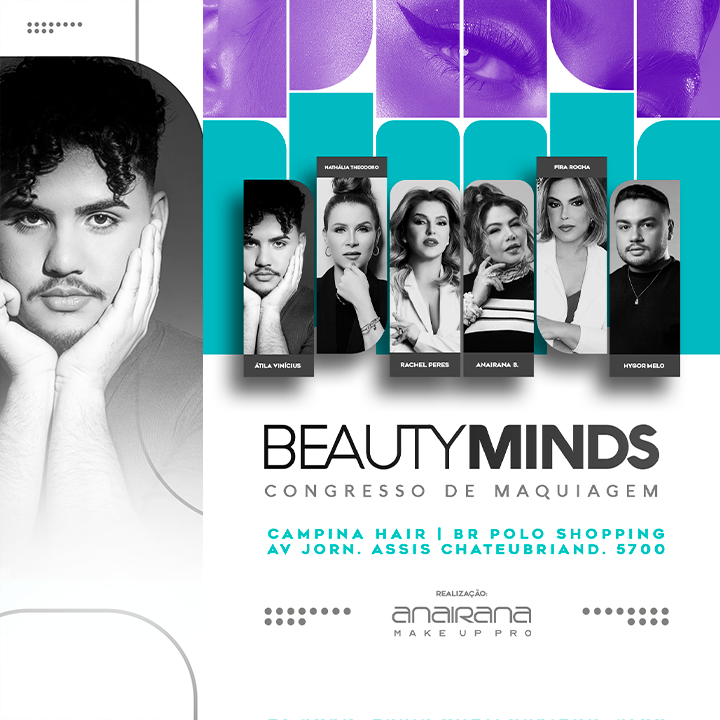 NATHÁLIA THEODORO
FIRA ROCHA
ÁTILA VINÍCIUS
RACHEL PERES
ANAIRANA B.
HYGOR MELO
BEAUTYMINDS
CONGRESSO DE MAQUIAGEM
CAMPINA HAIR | BR POLO SHOPPING
AV JORN. ASSIS CHATEUBRIAND. 5700
REALIZAÇÃO:
ANAIRANA
MAKE UP PRO